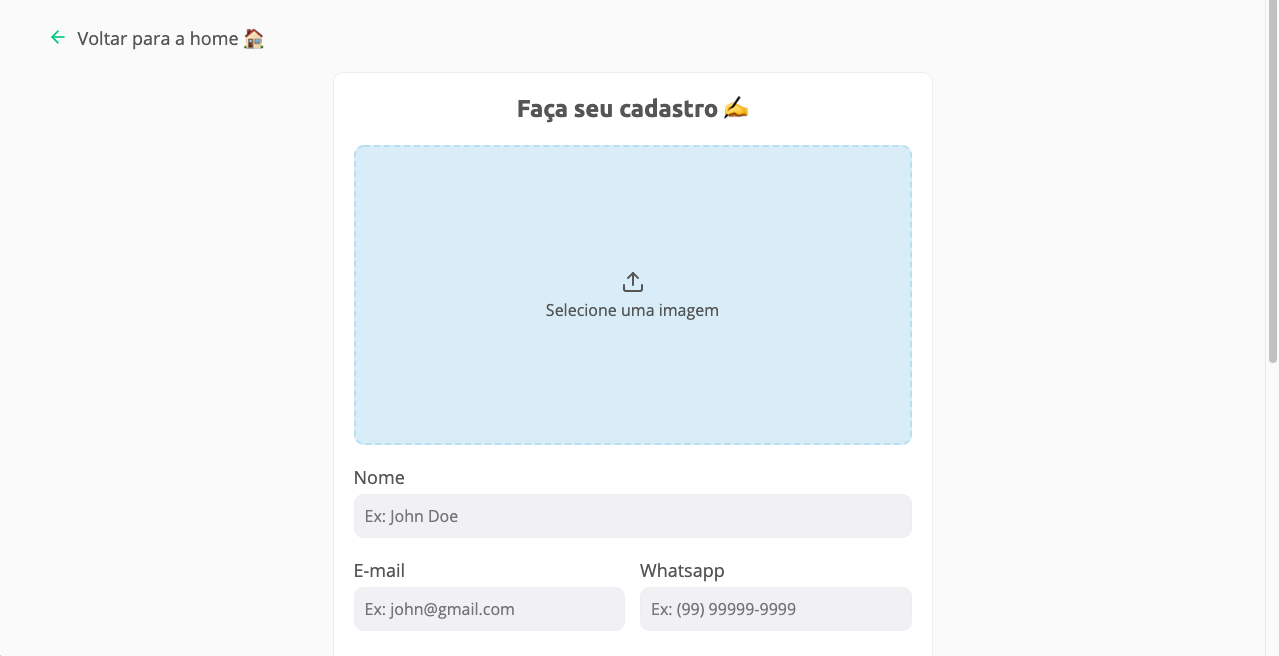 Voltar para a home 🏠
Faça seu cadastro ✍️
Selecione uma imagem
Nome
Ex: John Doe
E-mail
Whatsapp
Ex: john@gmail.com
Ex: (99) 99999-9999